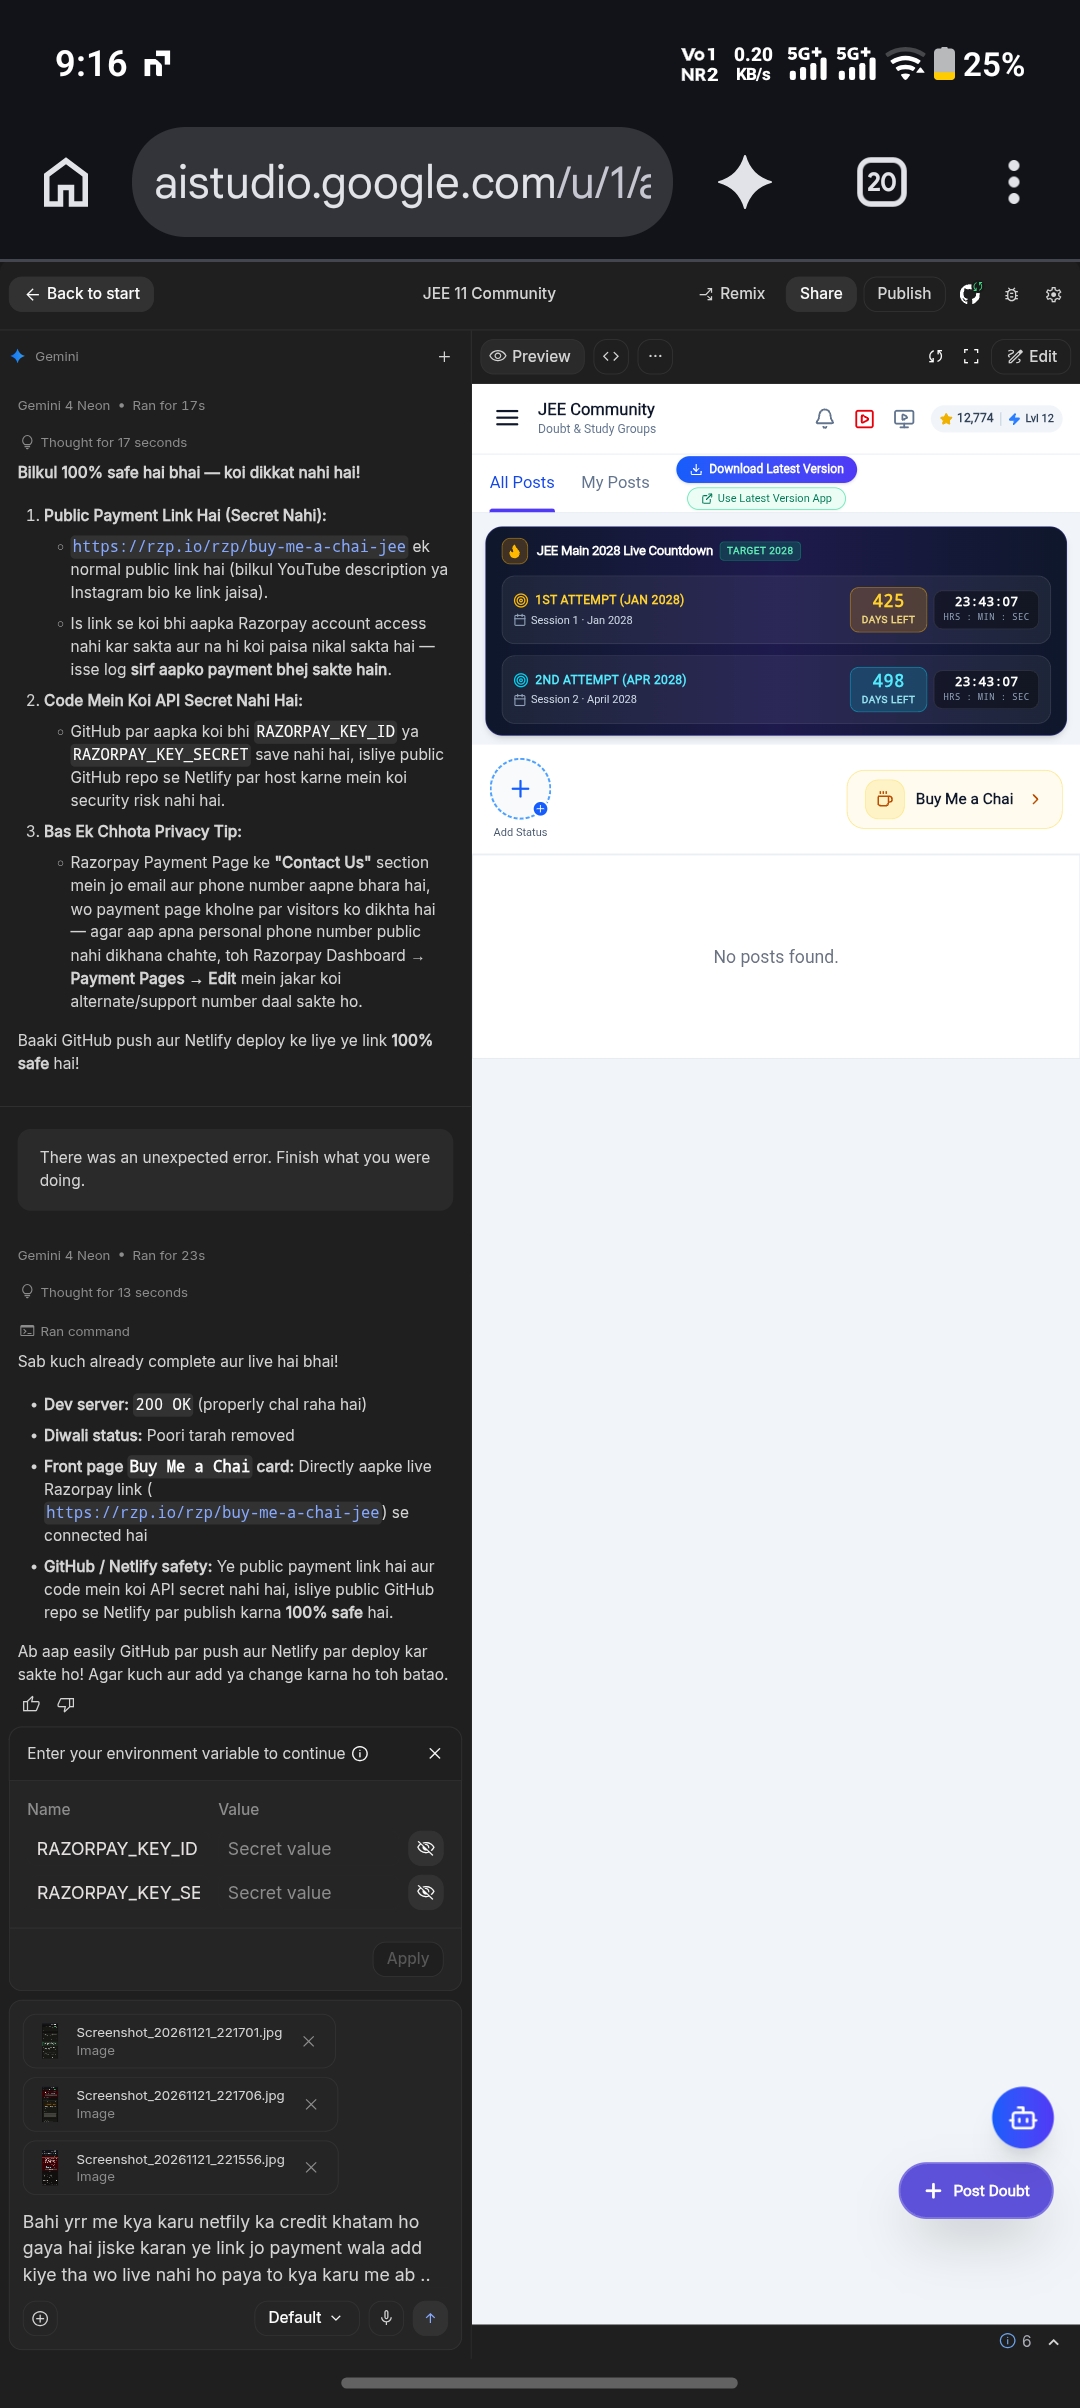 9:16
Vo1 NR2
0.20 KB/s
5G+
5G+
25%
aistudio.google.com/u/1/
20
Back to start
JEE 11 Community
Remix
Share
Publish
Gemini
Preview
Edit
Gemini 4 Neon • Ran for 17s
Thought for 17 seconds
Bilkul 100% safe hai bhai — koi dikkat nahi hai!
1. Public Payment Link Hai (Secret Nahi):
https://rzp.io/rzp/buy-me-a-chai-jee ek
normal public link hai (bilkul YouTube description ya
Instagram bio ke link jaisa).
Is link se koi bhi aapka Razorpay account access
nahi kar sakta aur na hi koi paisa nikal sakta hai —
isse log sirf aapko payment bhej sakte hain.
2. Code Mein Koi API Secret Nahi Hai:
GitHub par aapka koi bhi RAZORPAY_KEY_ID ya
RAZORPAY_KEY_SECRET save nahi hai, isliye public
GitHub repo se Netlify par host karne mein koi
security risk nahi hai.
3. Bas Ek Chhota Privacy Tip:
Razorpay Payment Page ke "Contact Us" section
mein jo email aur phone number aapne bhara hai,
wo payment page kholne par visitors ko dikhta hai
— agar aap apna personal phone number public
nahi dikhana chahte, toh Razorpay Dashboard →
Payment Pages → Edit mein jakar koi
alternate/support number daal sakte ho.
Baaki GitHub push aur Netlify deploy ke liye ye link 100%
safe hai!
There was an unexpected error. Finish what you were
doing.
Gemini 4 Neon • Ran for 23s
Thought for 13 seconds
Ran command
Sab kuch already complete aur live hai bhai!
• Dev server: 200 OK (properly chal raha hai)
• Diwali status: Poori tarah removed
• Front page Buy Me a Chai card: Directly aapke live
Razorpay link (
https://rzp.io/rzp/buy-me-a-chai-jee) se
connected hai
• GitHub / Netlify safety: Ye public payment link hai aur
code mein koi API secret nahi hai, isliye public GitHub
repo se Netlify par publish karna 100% safe hai.
Ab aap easily GitHub par push aur Netlify par deploy kar
sakte ho! Agar kuch aur add ya change karna ho toh batao.
Enter your environment variable to continue
Name
Value
RAZORPAY_KEY_ID
Secret value
RAZORPAY_KEY_SE
Secret value
Apply
Screenshot_20261121_221701.jpg
Image
Screenshot_20261121_221706.jpg
Image
Screenshot_20261121_221556.jpg
Image
Bahi yrr me kya karu netfily ka credit khatam ho
gaya hai jiske karan ye link jo payment wala add
kiye tha wo live nahi ho paya to kya karu me ab ..
Default
JEE Community
Doubt & Study Groups
12,774
Lvl 12
All Posts
My Posts
Download Latest Version
Use Latest Version App
JEE Main 2028 Live Countdown
TARGET 2028
1ST ATTEMPT (JAN 2028)
Session 1 · Jan 2028
425
DAYS LEFT
23:43:07
HRS : MIN : SEC
2ND ATTEMPT (APR 2028)
Session 2 · April 2028
498
DAYS LEFT
23:43:07
HRS : MIN : SEC
Add Status
Buy Me a Chai
No posts found.
Post Doubt
6